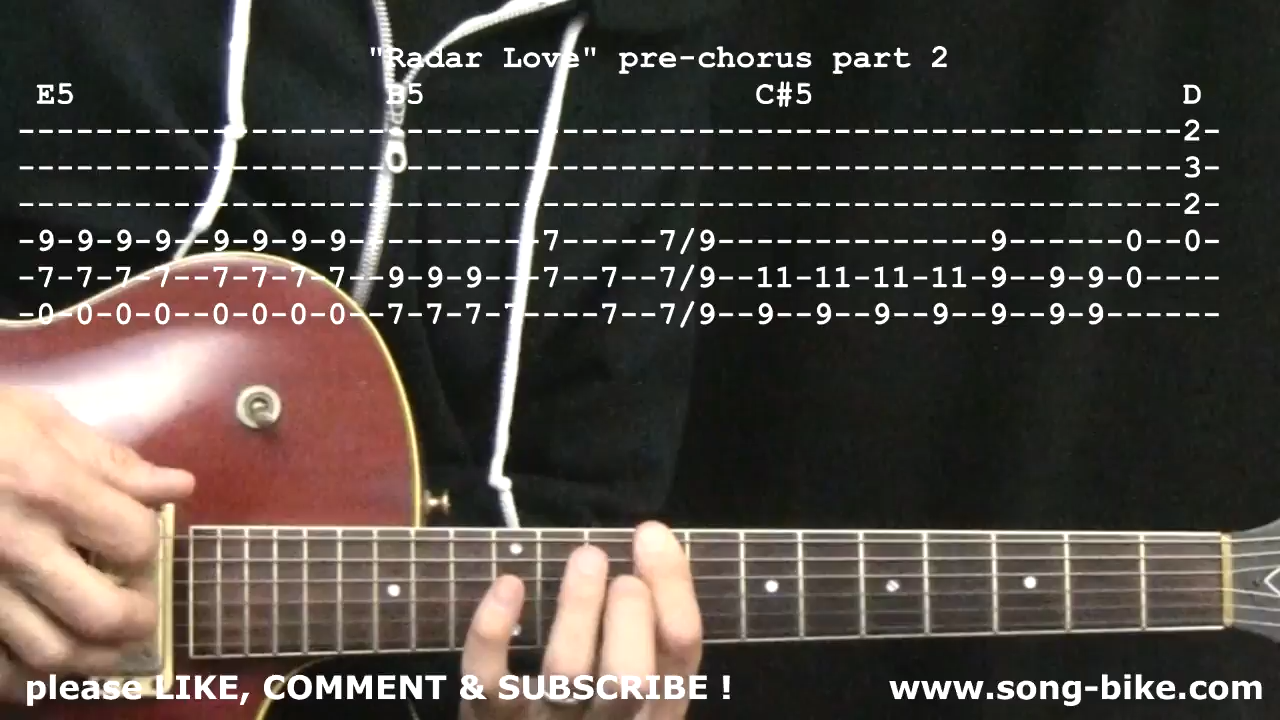 "Radar Love" pre-chorus part 2
E5 B5 C#5 D
------------------------------------------------------------2-
------------------------------------------------------------3-
------------------------------------------------------------2-
-9-9-9-9--9-9-9-9----------7-----7/9--------------9------0--0-
-7-7-7-7--7-7-7-7--9-9-9---7--7--7/9--11-11-11-11-9--9-9-0----
-0-0-0-0--0-0-0-0--7-7-7-7----7--7/9--9--9--9--9--9--9-9------
please LIKE, COMMENT & SUBSCRIBE ! www.song-bike.com